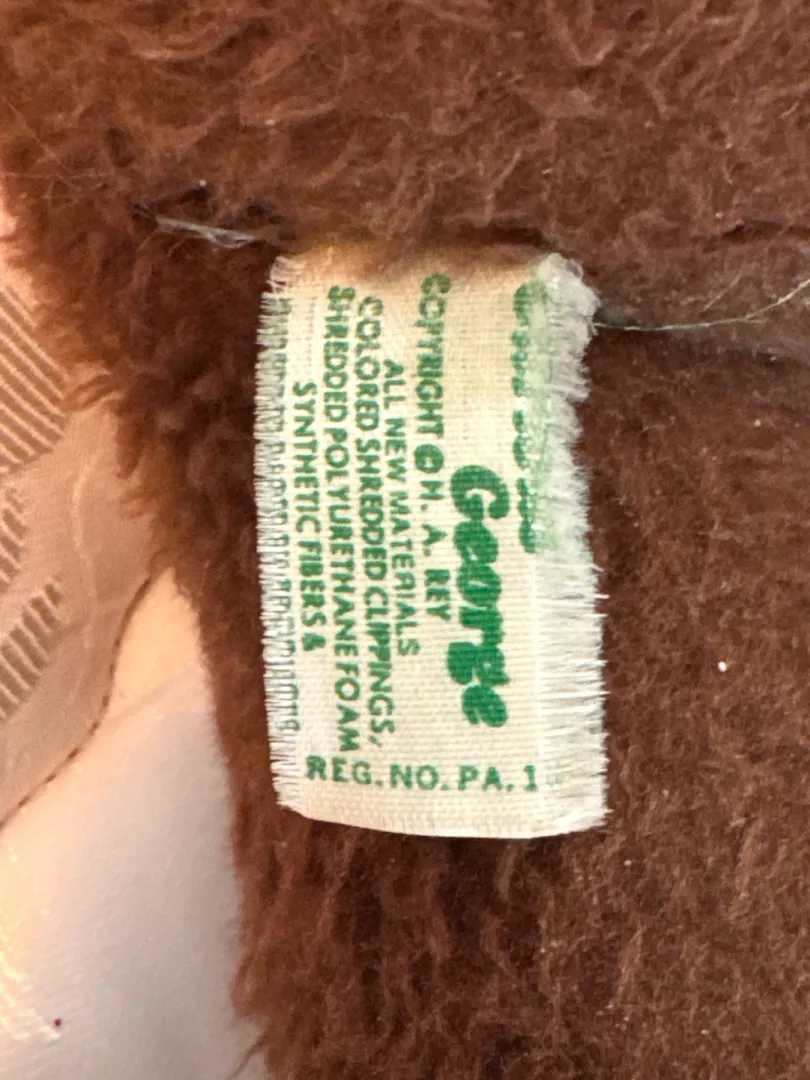 George
COPYRIGHT © H. A. REY
ALL NEW MATERIALS
COLORED SHREDDED CLIPPINGS,
SHREDDED POLYURETHANE FOAM
SYNTHETIC FIBERS &
REG. NO. PA. 1